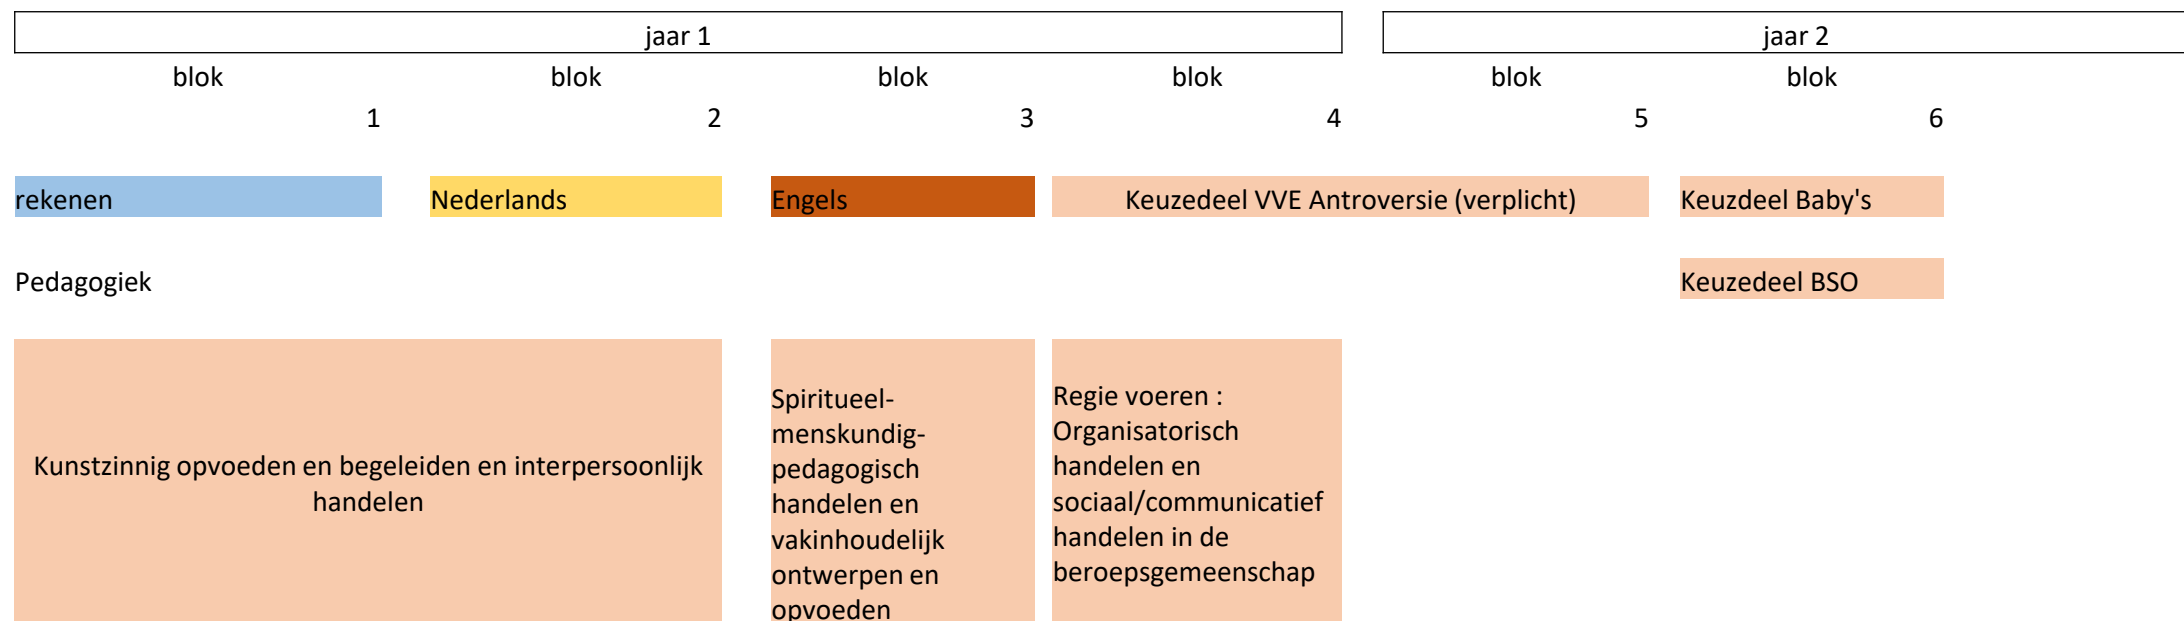 jaar 1 jaar 2
blok blok blok blok blok blok
1 2 3 4 5 6
rekenen Nederlands Engels Keuzedeel VVE Antroversie (verplicht) Keuzdeel Baby's
Pedagogiek Keuzedeel BSO
Kunstzinnig opvoeden en begeleiden en interpersoonlijk
handelen
Spiritueel-
menskundig-
pedagogisch
handelen en
vakinhoudelijk
ontwerpen en
opvoeden
Regie voeren :
Organisatorisch
handelen en
sociaal/communicatief
handelen in de
beroepsgemeenschap